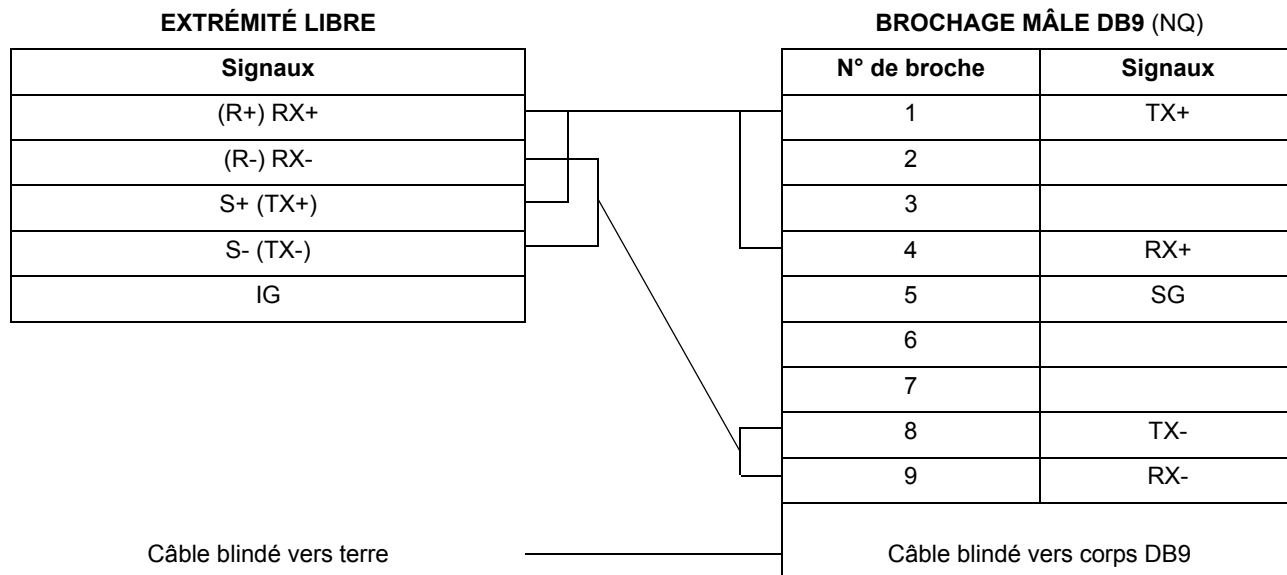 EXTRÉMITÉ LIBRE
BROCHAGE MÂLE DB9 (NQ)
Signaux
N° de broche Signaux
(R+) RX+
1 TX+
(R-) RX-
2
S+ (TX+)
3
S- (TX-)
4 RX+
IG
5 SG
6
7
8 TX-
9 RX-
Câble blindé vers terre
Câble blindé vers corps DB9